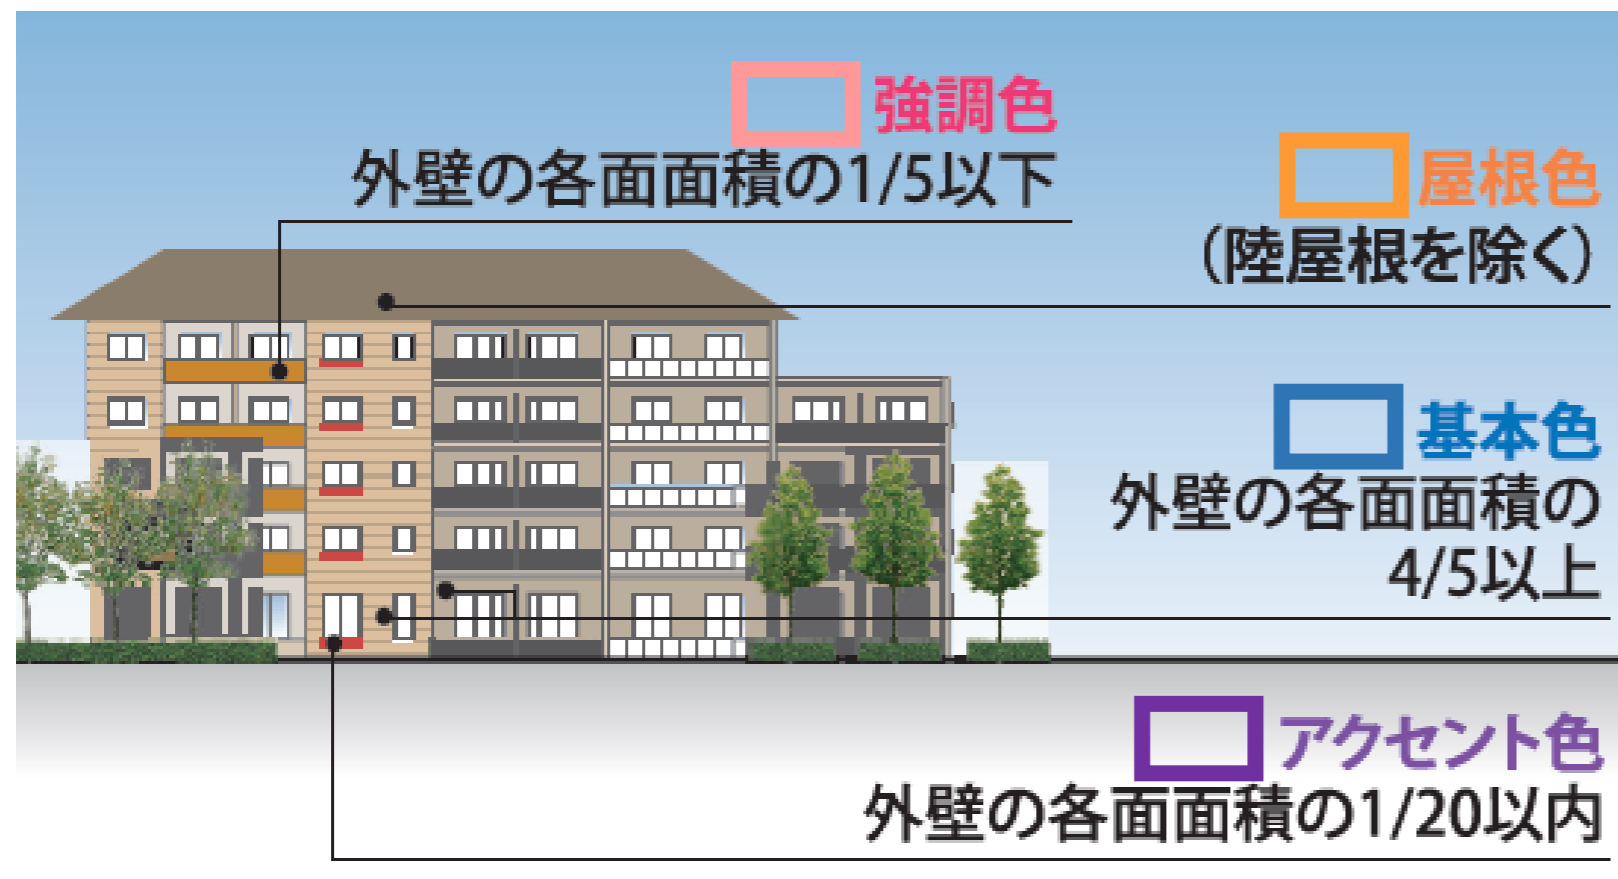 強調色
外壁の各面面積の1/5以下
屋根色
(陸屋根を除く)
基本色
外壁の各面面積の
4/5以上
アクセント色
外壁の各面面積の1/20以内